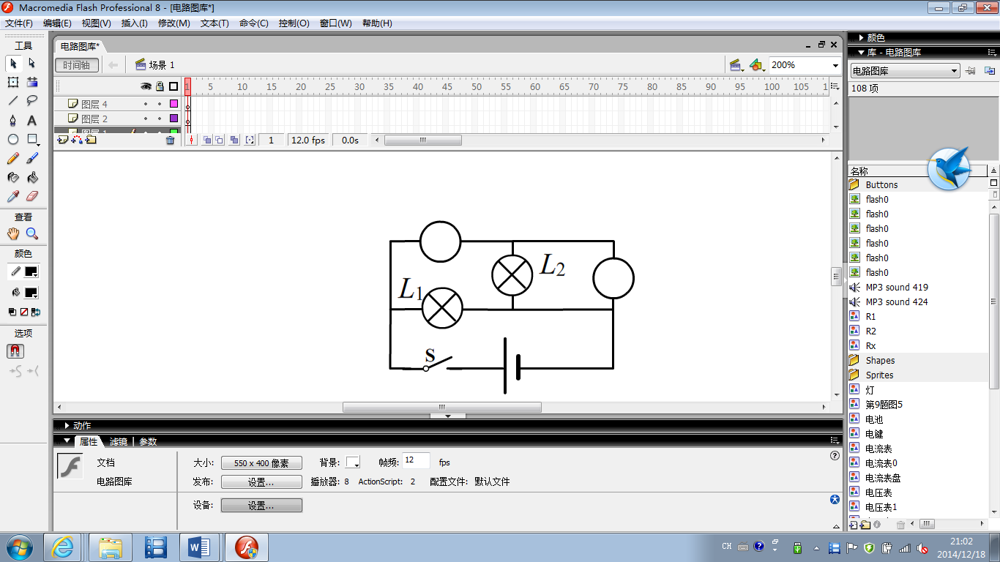 Macromedia Flash Professional 8 - [电路图库*]
文件(F) 编辑(E) 视图(V) 插入(I) 修改(M) 文本(T) 命令(C) 控制(O) 窗口(W) 帮助(H)
工具
查看
颜色
选项
电路图库*
时间轴 场景 1 200%
1 5 10 15 20 25 30 35 40 45 50 55 60 65 70 75 80 85 90 95 100 105 1
图层 4
图层 2
1 12.0 fps 0.0s
L2
L1
S
动作
属性 滤镜 参数
文档
电路图库
大小: 550 x 400 像素 背景: 帧频: 12 fps
发布: 设置... 播放器: 8 ActionScript: 2 配置文件: 默认文件
设备: 设置...
颜色
库 - 电路图库
电路图库
108 项
名称
Buttons
flash0
flash0
flash0
flash0
flash0
flash0
MP3 sound 419
MP3 sound 424
R1
R2
Rx
Shapes
Sprites
灯
第9题图5
电池
电键
电流表
电流表0
电流表盘
电压表
电压表1
CH
21:02
2014/12/18